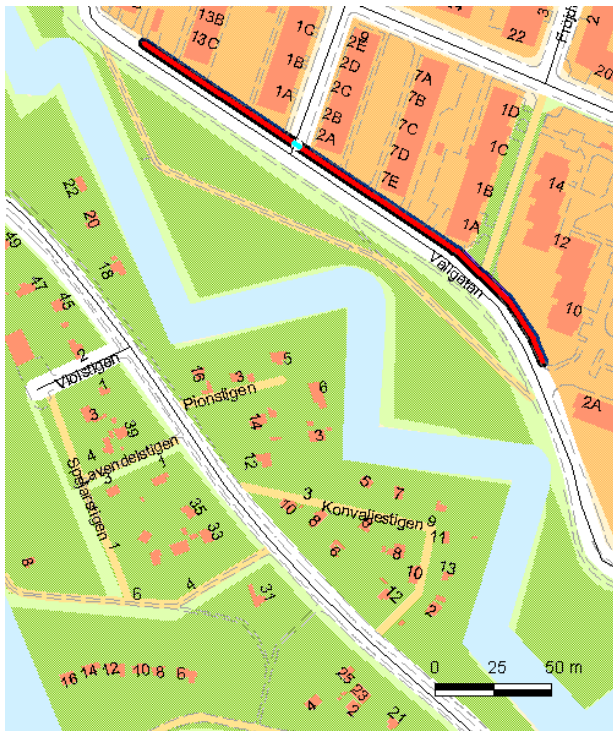 13B
13C
1C
1B
1A
2E
2D
2C
2B
2A
7A
7B
7C
7D
7E
22
3
2
20
1D
1C
1B
1A
14
12
10
2A
Vallgatan
22
20
18
49
47
45
2
Violstigen
1
3
39
4
Lavendelstigen
3
1
35
33
1
8
6
4
31
16
3
5
Pionstigen
6
14
3
12
3
5
7
10
8
Konvaljestigen
9
6
11
6
8
13
10
12
2
16
14
12
10
8
6
25
23
4
2
21
0 25 50 m